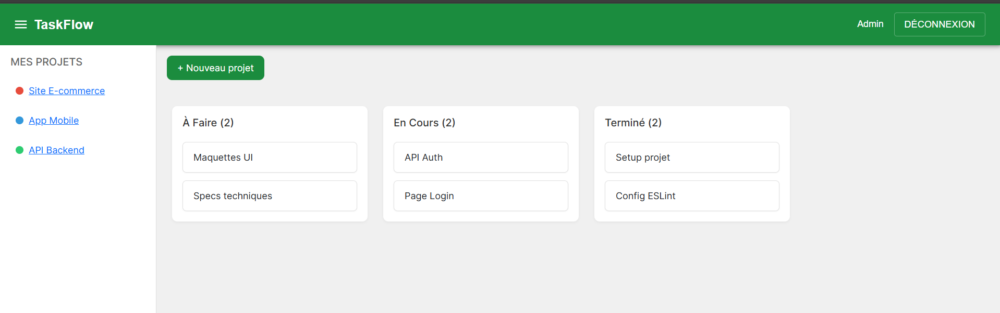 TaskFlow
Admin
DÉCONNEXION
MES PROJETS
Site E-commerce
App Mobile
API Backend
+ Nouveau projet
À Faire (2)
Maquettes UI
Specs techniques
En Cours (2)
API Auth
Page Login
Terminé (2)
Setup projet
Config ESLint